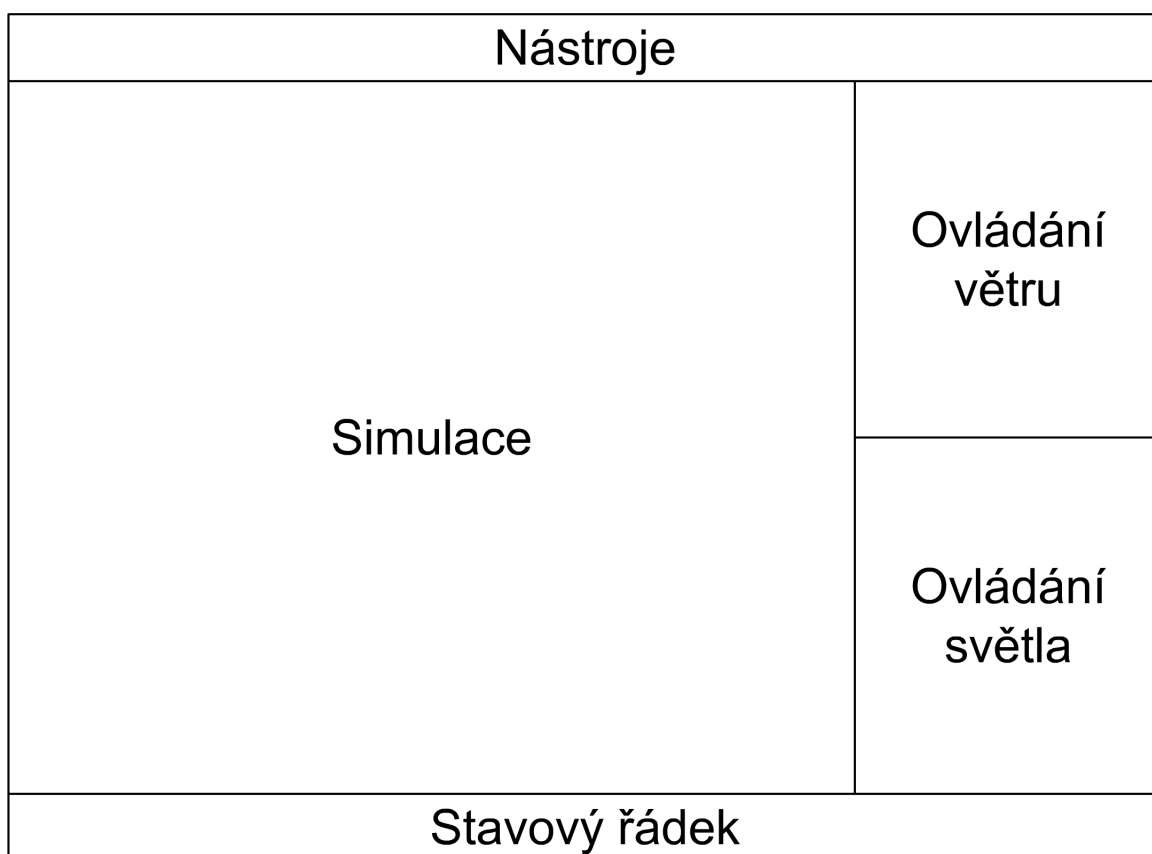 Nástroje
Simulace
Ovládání
větru
Ovládání
světla
Stavový řádek